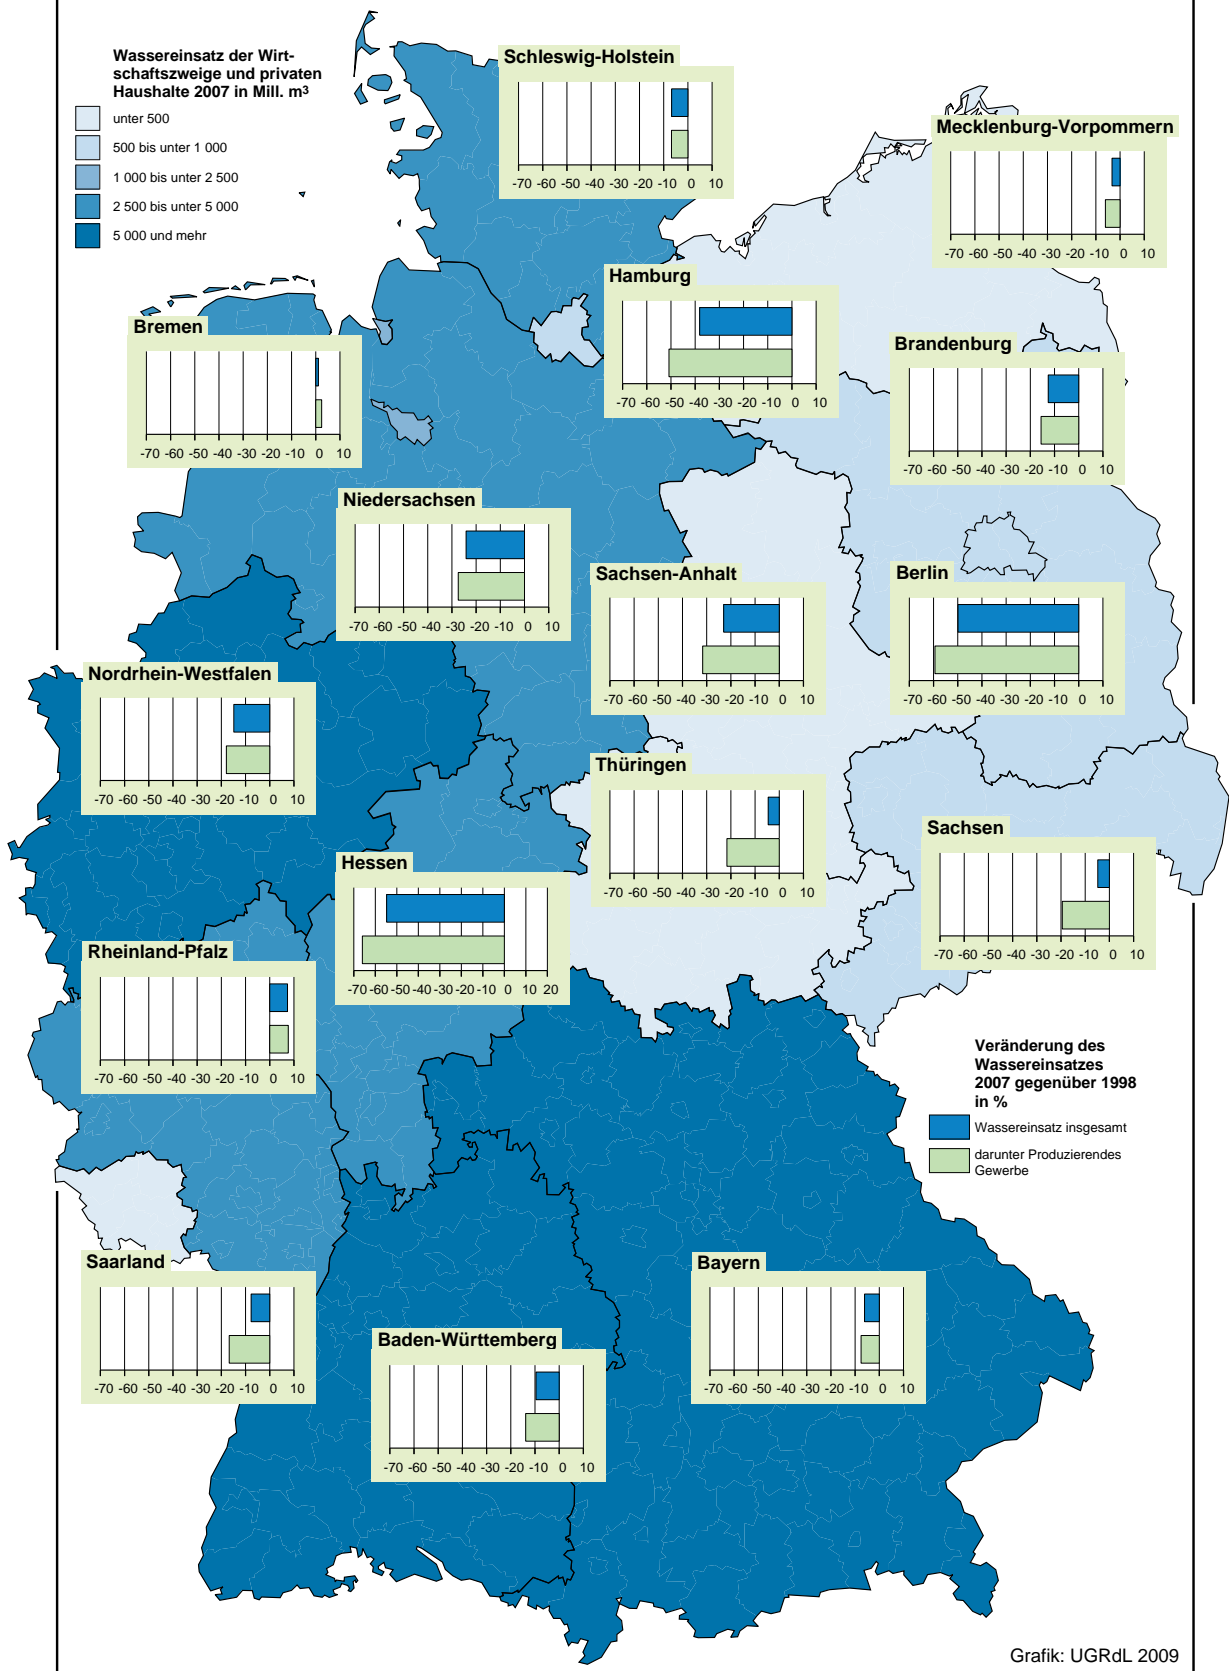 Wassereinsatz der Wirt-
schaftszweige und privaten
Haushalte 2007 in Mill. m³
unter 500
500 bis unter 1 000
1 000 bis unter 2 500
2 500 bis unter 5 000
5 000 und mehr
Schleswig-Holstein
-70 -60 -50 -40 -30 -20 -10 0 10
Mecklenburg-Vorpommern
-70 -60 -50 -40 -30 -20 -10 0 10
Hamburg
-70 -60 -50 -40 -30 -20 -10 0 10
Bremen
-70 -60 -50 -40 -30 -20 -10 0 10
Brandenburg
-70 -60 -50 -40 -30 -20 -10 0 10
Niedersachsen
-70 -60 -50 -40 -30 -20 -10 0 10
Sachsen-Anhalt
-70 -60 -50 -40 -30 -20 -10 0 10
Berlin
-70 -60 -50 -40 -30 -20 -10 0 10
Nordrhein-Westfalen
-70 -60 -50 -40 -30 -20 -10 0 10
Thüringen
-70 -60 -50 -40 -30 -20 -10 0 10
Sachsen
-70 -60 -50 -40 -30 -20 -10 0 10
Hessen
-70 -60 -50 -40 -30 -20 -10 0 10 20
Rheinland-Pfalz
-70 -60 -50 -40 -30 -20 -10 0 10
Veränderung des
Wassereinsatzes
2007 gegenüber 1998
in %
Wassereinsatz insgesamt
darunter Produzierendes
Gewerbe
Saarland
-70 -60 -50 -40 -30 -20 -10 0 10
Bayern
-70 -60 -50 -40 -30 -20 -10 0 10
Baden-Württemberg
-70 -60 -50 -40 -30 -20 -10 0 10
Grafik: UGRdL 2009